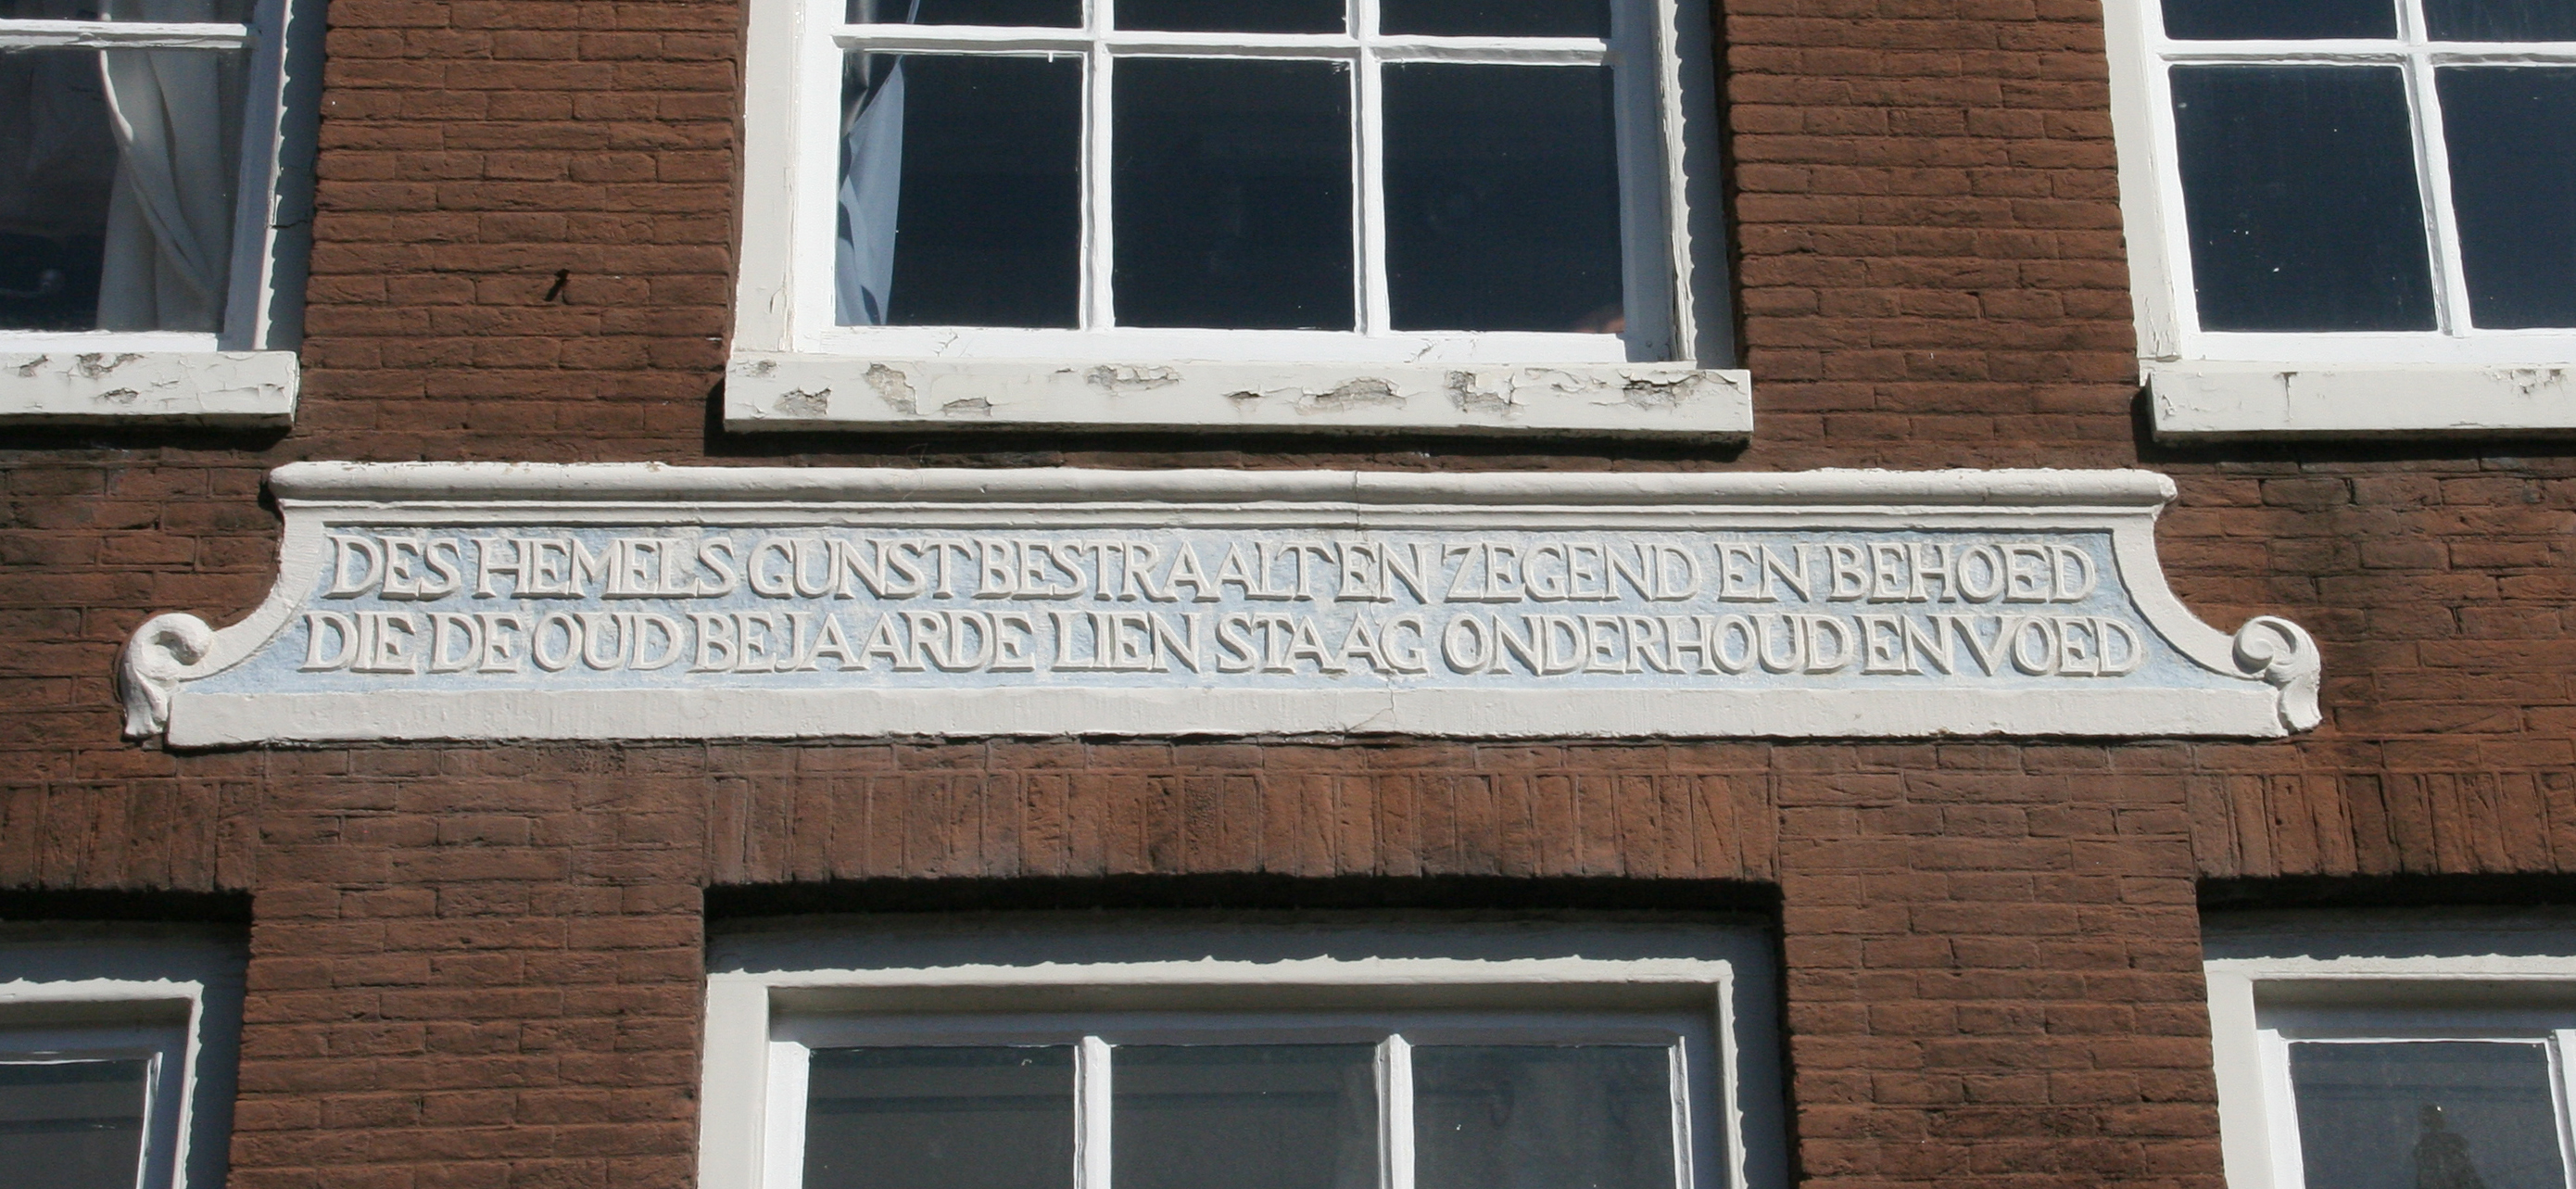 DES HEMELS GUNST BESTRAALT EN ZEGEND EN BEHOED
DIE DE OUD BEJAARDE LIEN STAAG ONDERHOUD EN VOED